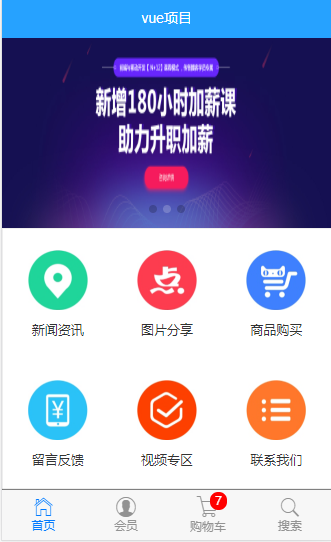 vue项目
新增180小时加薪课
助力升职加薪
新闻资讯
图片分享
商品购买
留言反馈
视频专区
联系我们
7
首页
会员
购物车
搜索